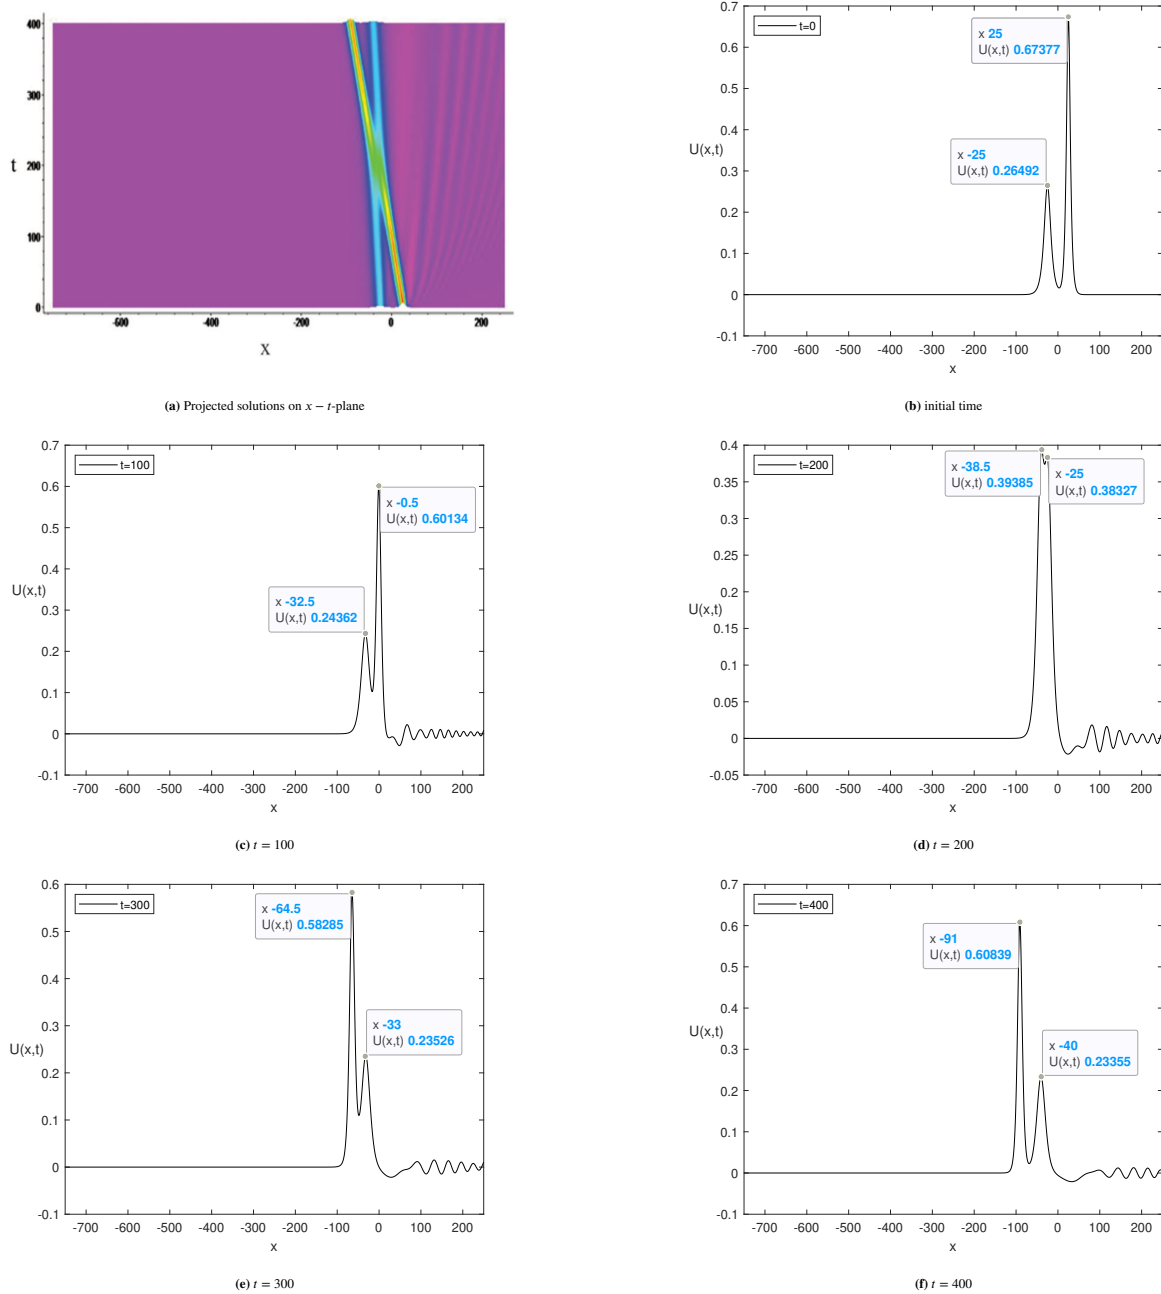 400
300
t
200
100
0
-600
-400
-200
0
200
X
(a) Projected solutions on x − t-plane
0.7
t=0
x 25
U(x,t) 0.67377
0.6
0.5
0.4
U(x,t)
x -25
U(x,t) 0.26492
0.3
0.2
0.1
0
-0.1
-700 -600 -500 -400 -300 -200 -100 0 100 200
x
(b) initial time
0.7
t=100
x -0.5
U(x,t) 0.60134
0.6
0.5
0.4
U(x,t)
x -32.5
U(x,t) 0.24362
0.3
0.2
0.1
0
-0.1
-700 -600 -500 -400 -300 -200 -100 0 100 200
x
(c) t = 100
0.4
t=200
x -38.5
U(x,t) 0.39385
x -25
U(x,t) 0.38327
0.35
0.3
0.25
0.2
U(x,t)
0.15
0.1
0.05
0
-0.05
-700 -600 -500 -400 -300 -200 -100 0 100 200
x
(d) t = 200
0.6
t=300
x -64.5
U(x,t) 0.58285
0.5
0.4
0.3
x -33
U(x,t) 0.23526
U(x,t)
0.2
0.1
0
-0.1
-700 -600 -500 -400 -300 -200 -100 0 100 200
x
(e) t = 300
0.7
t=400
x -91
U(x,t) 0.60839
0.6
0.5
0.4
U(x,t)
x -40
U(x,t) 0.23355
0.3
0.2
0.1
0
-0.1
-700 -600 -500 -400 -300 -200 -100 0 100 200
x
(f) t = 400